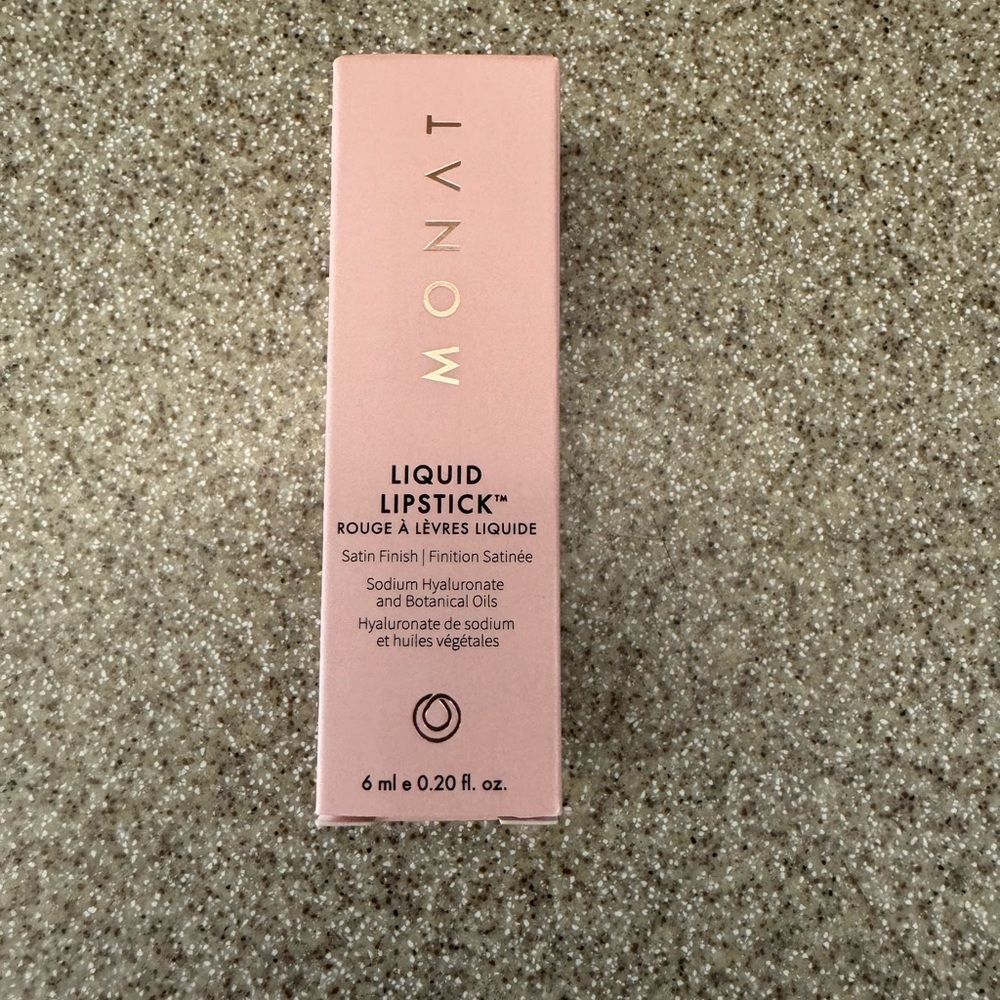 MONAT
LIQUID
LIPSTICK™
ROUGE À LÈVRES LIQUIDE
Satin Finish | Finition Satinée
Sodium Hyaluronate
and Botanical Oils
Hyaluronate de sodium
et huiles végétales
6 ml e 0.20 fl. oz.